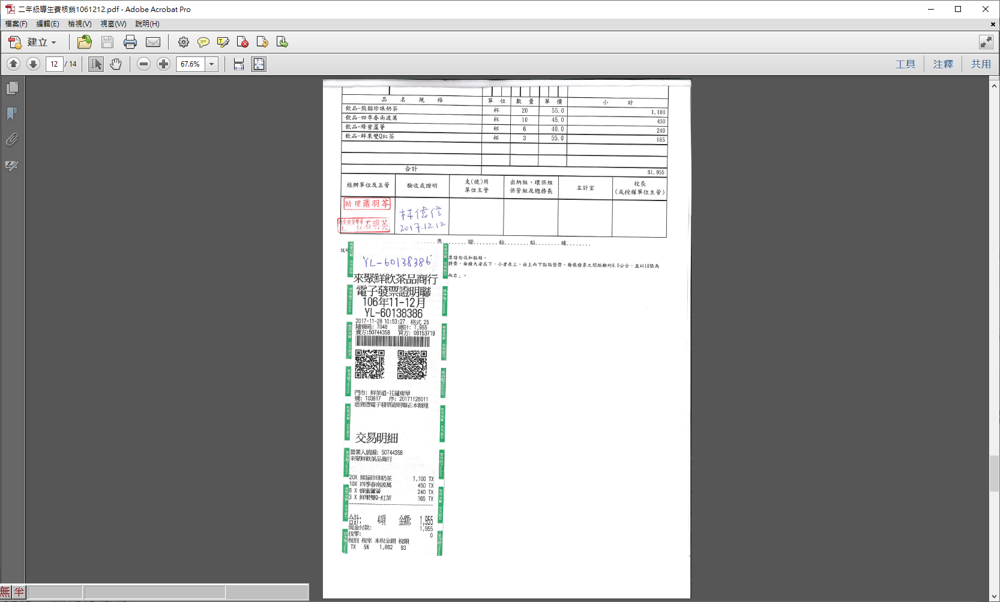 二年級導生費核銷1061212.pdf - Adobe Acrobat Pro
檔案(F) 編輯(E) 檢視(V) 視窗(W) 說明(H)
建立
12 / 14 67.6% 工具 注釋 共用
品 名 規 格 單 位 數 量 單 價 小 計
飲品-熊貓珍珠奶茶 杯 20 55.0 1,100
飲品-四季春南波萬 杯 10 45.0 450
飲品-蜂蜜蘆薈 杯 6 40.0 240
飲品-鮮果雙Q紅茶 杯 3 55.0 165
合計 $1,955
經辦單位及主管 驗收或證明 支(使)用 單位主管 出納組、環保組 保管組及總務長 主計室 校長 (或授權單位主管)
助理蕭羽芩
石明英
林偉信
2017.12.12
........憑........證........粘........貼........線........
說明
票請勿混和黏貼。
對齊，面積大者在下，小者在上，由上而下黏貼整齊，每張發票之間距離約0.5公分，並以10張為
而右」。
YL-60138386
來聚鮮飲茶品商行
電子發票證明聯
106年11-12月
YL-60138386
2017-11-28 10:53:27 格式 25
隨機碼: 7048 總計: 1,955
賣方:50744358 買方: 08153719
門市: 鮮茶道-花蓮東華
機: T03817 序: 20171128011
退貨憑電子發票證明聯正本辦理
交易明細
營業人統編: 50744358
來聚鮮飲茶品商行
20X 熊貓珍珠奶茶 1,100 TX
10X 四季春南波萬 450 TX
6 X 蜂蜜蘆薈 240 TX
3 X 鮮果雙Q-紅茶 165 TX
合計: 4項 金額: 1,955
現金付款: 1,955
找零: 0
稅別 稅率 未稅金額 稅額
TX 5% 1,862 93
無 半